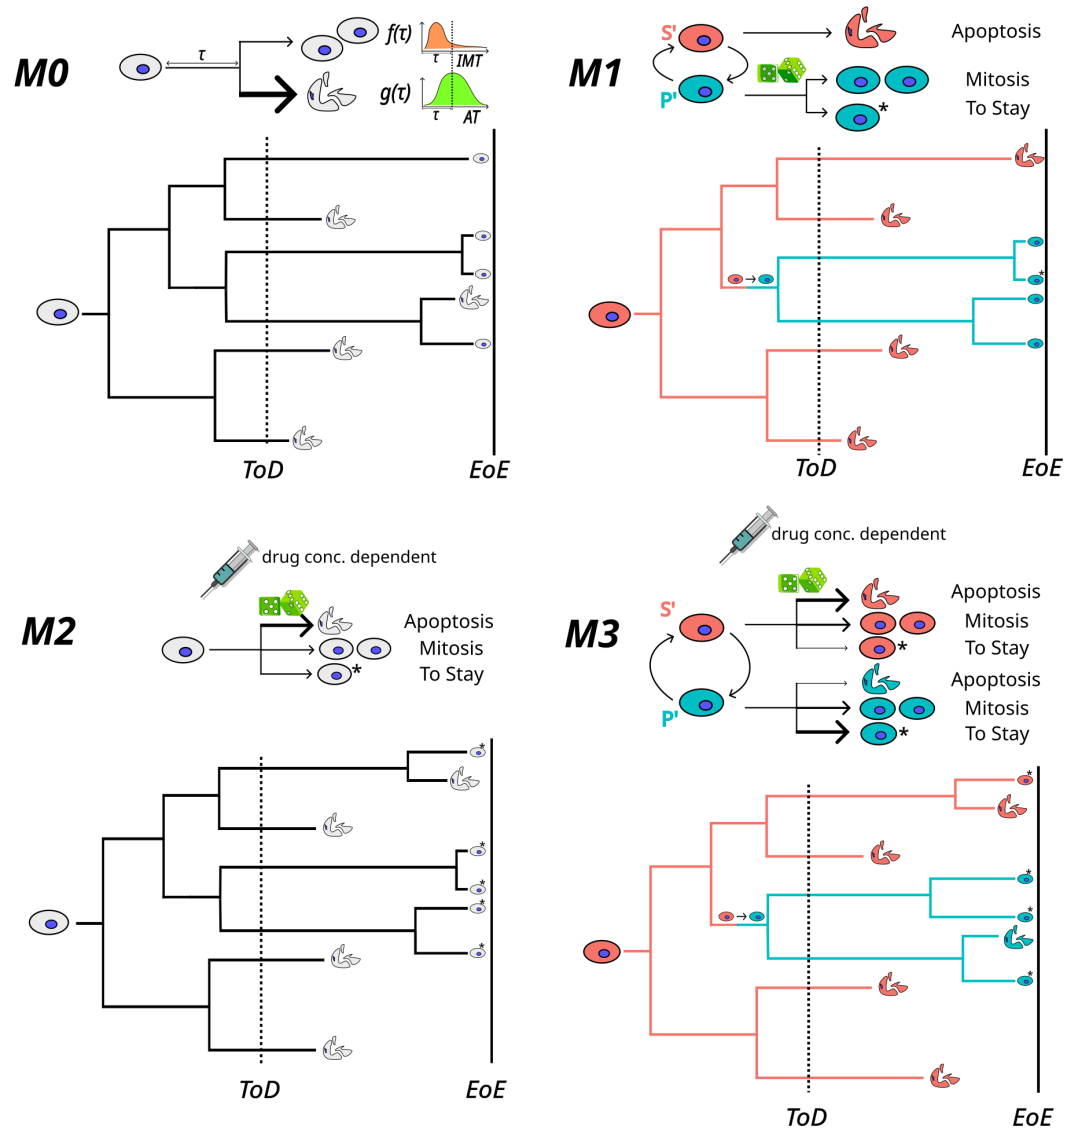 M0
τ
f(τ)
τ IMT
g(τ)
τ
AT
ToD
EoE
M1
S'
P'
Apoptosis
Mitosis
To Stay
*
*
ToD
EoE
M2
drug conc. dependent
Apoptosis
Mitosis
To Stay
*
*
*
*
*
*
ToD
EoE
M3
drug conc. dependent
S'
P'
Apoptosis
Mitosis
To Stay
*
Apoptosis
Mitosis
To Stay
*
*
*
*
*
ToD
EoE